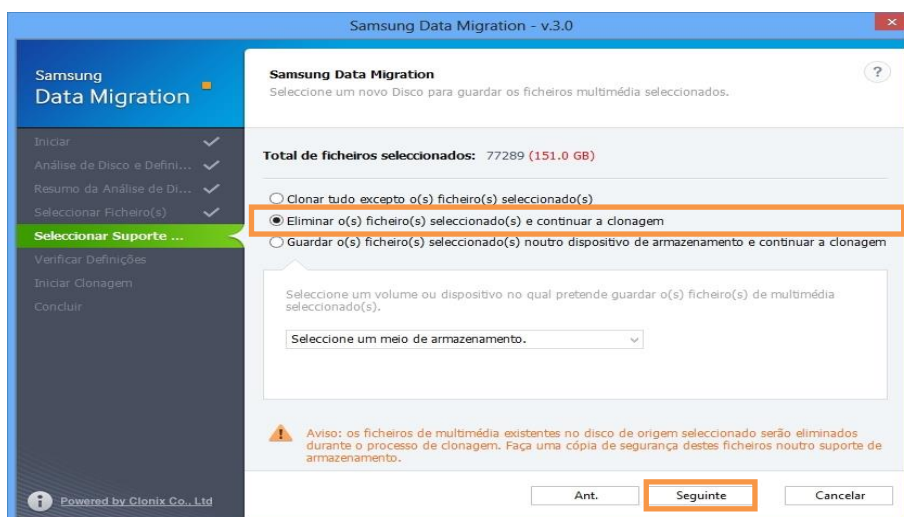 Samsung Data Migration - v.3.0
Samsung
Data Migration
Iniciar
Análise de Disco e Defini...
Resumo da Análise de Di...
Seleccionar Ficheiro(s)
Seleccionar Suporte ...
Verificar Definições
Iniciar Clonagem
Concluir
Powered by Clonix Co., Ltd
Samsung Data Migration
Seleccione um novo Disco para guardar os ficheiros multimédia seleccionados.
?
Total de ficheiros seleccionados: 77289 (151.0 GB)
Clonar tudo excepto o(s) ficheiro(s) seleccionado(s)
Eliminar o(s) ficheiro(s) seleccionado(s) e continuar a clonagem
Guardar o(s) ficheiro(s) seleccionado(s) noutro dispositivo de armazenamento e continuar a clonagem
Seleccione um volume ou dispositivo no qual pretende guardar o(s) ficheiro(s) de multimédia
seleccionado(s).
Seleccione um meio de armazenamento.
Aviso: os ficheiros de multimédia existentes no disco de origem seleccionado serão eliminados
durante o processo de clonagem. Faça uma cópia de segurança destes ficheiros noutro suporte de
armazenamento.
Ant.
Seguinte
Cancelar